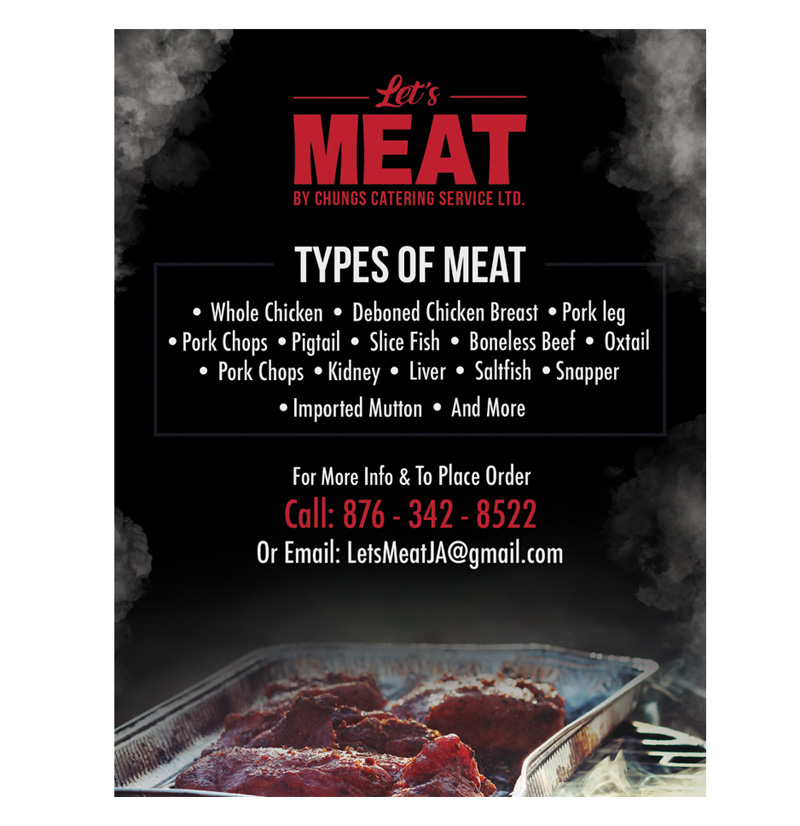 Let's
MEAT
BY CHUNGS CATERING SERVICE LTD.
TYPES OF MEAT
• Whole Chicken • Deboned Chicken Breast • Pork leg
• Pork Chops • Pigtail • Slice Fish • Boneless Beef • Oxtail
• Pork Chops • Kidney • Liver • Saltfish • Snapper
• Imported Mutton • And More
For More Info & To Place Order
Call: 876 - 342 - 8522
Or Email: LetsMeatJA@gmail.com